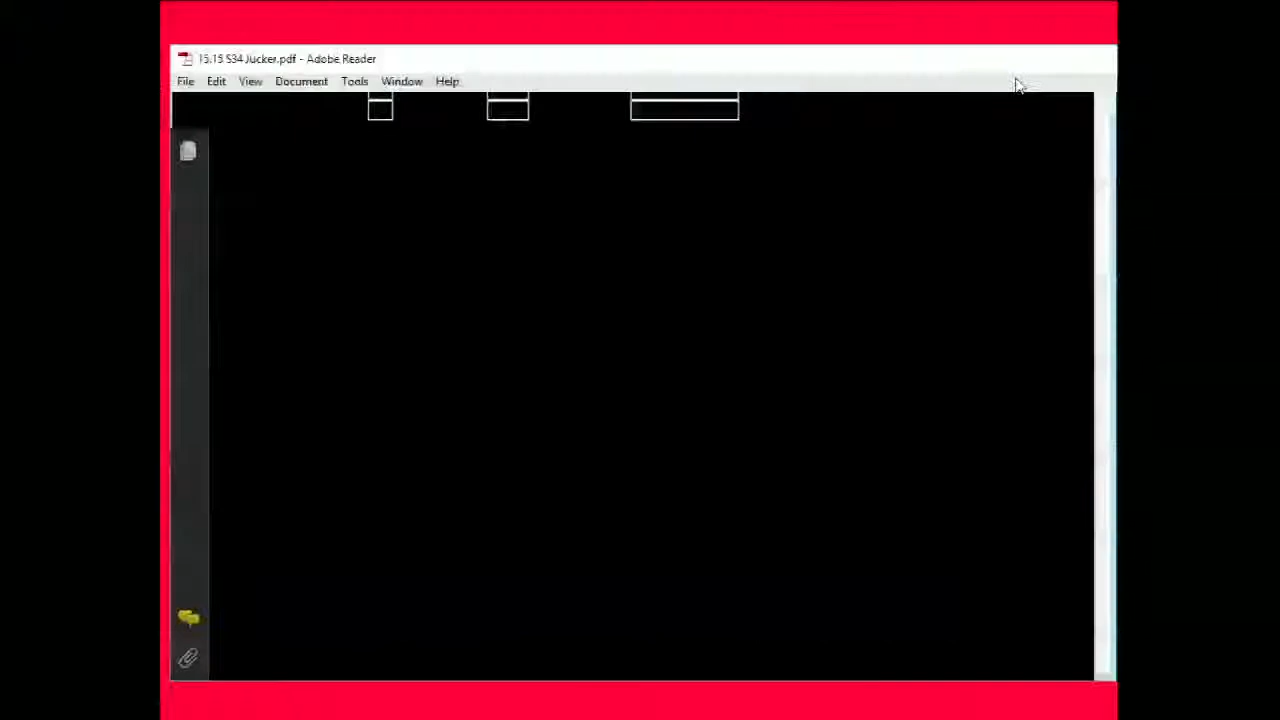 15.15 S34 Jucker.pdf - Adobe Reader
File Edit View Document Tools Window Help